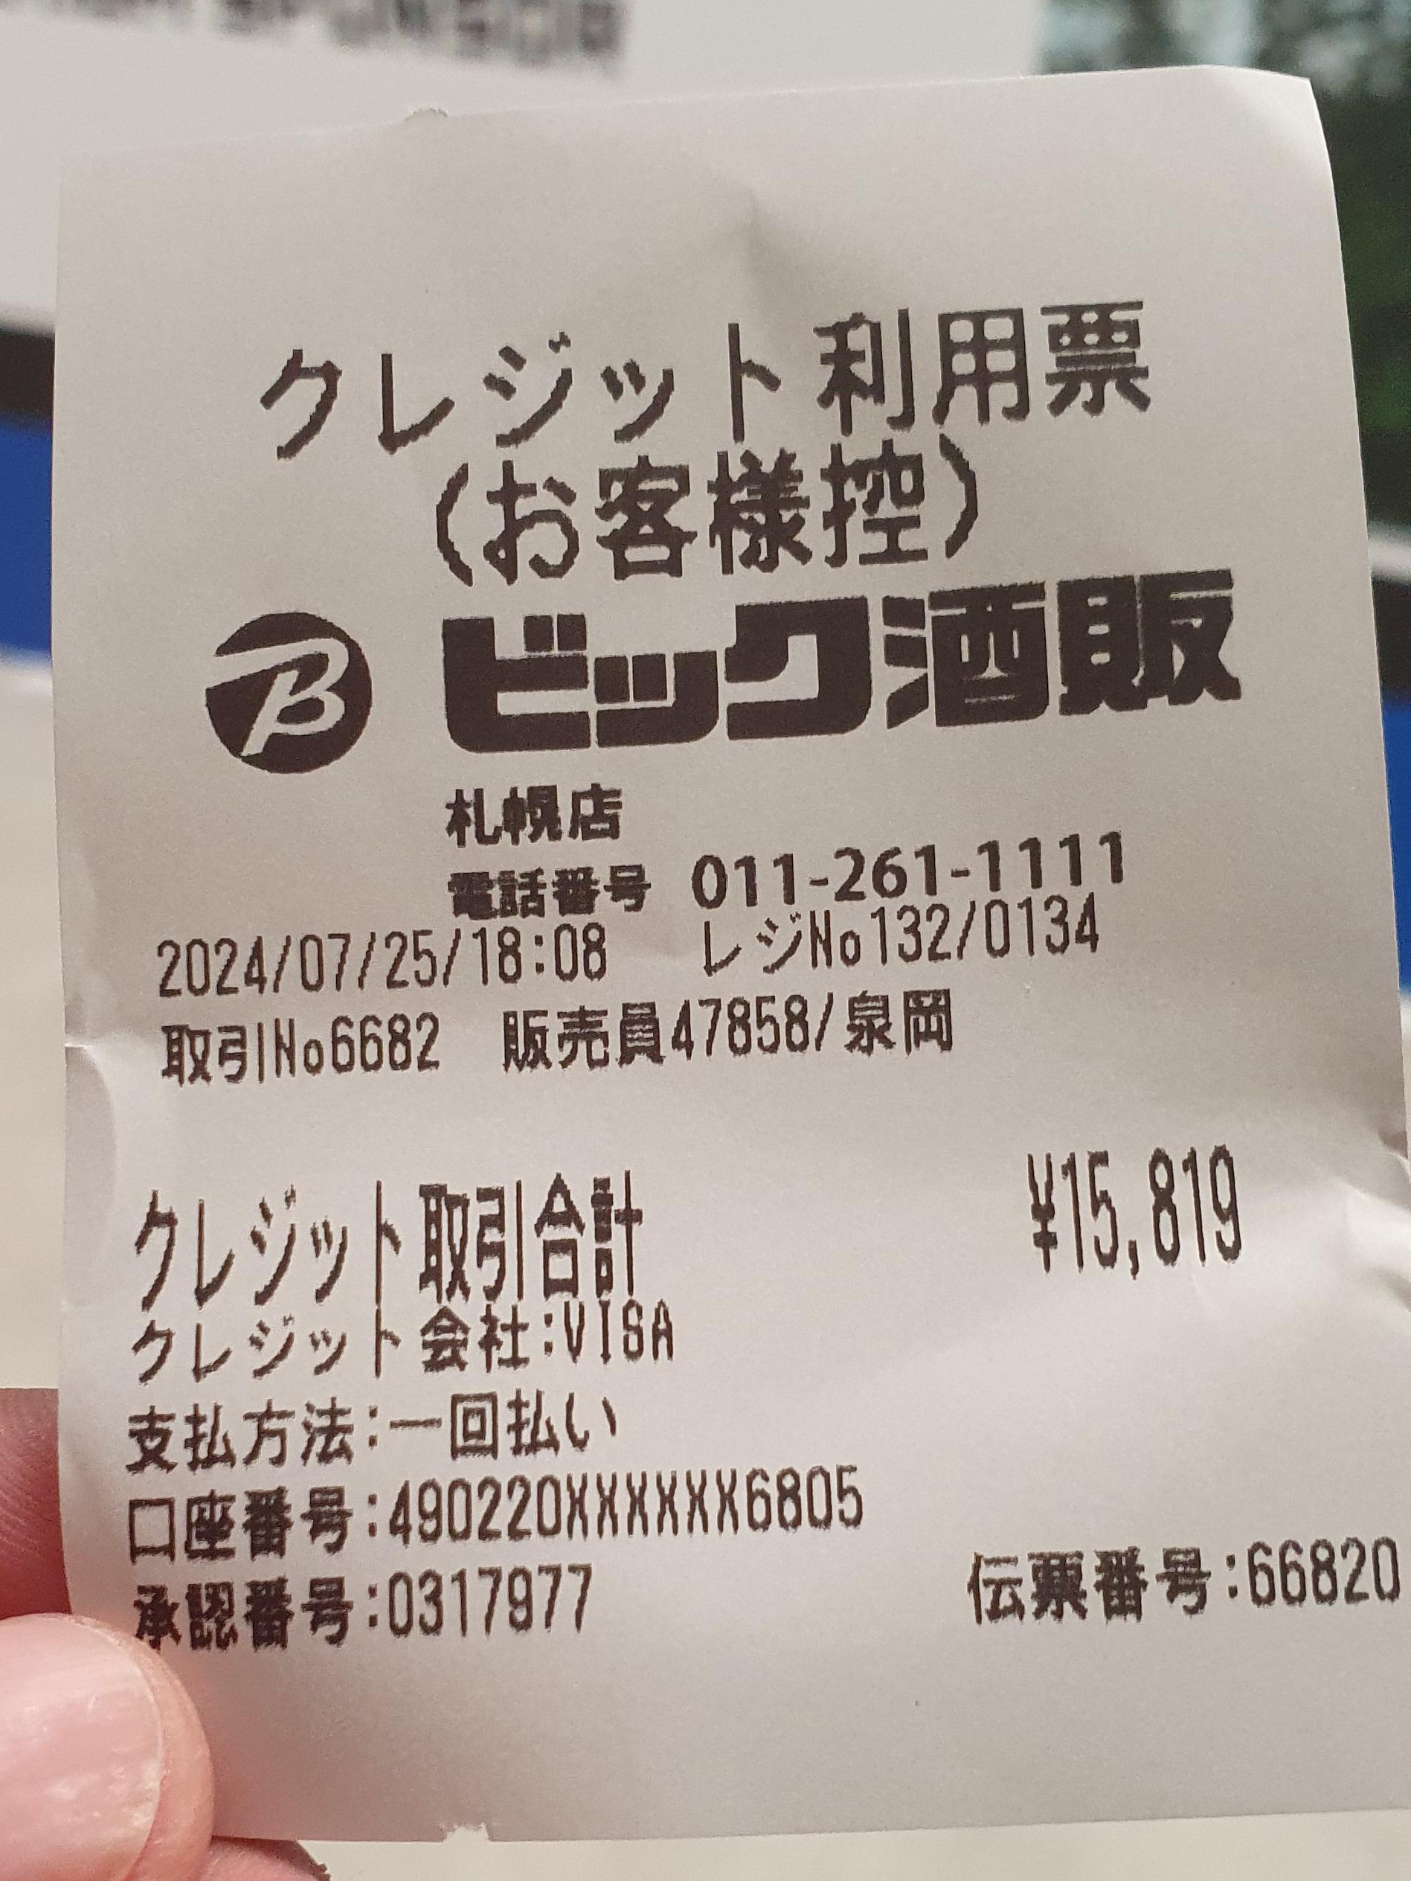 SPONSOR
クレジット利用票
(お客様控)
B ビック酒販
札幌店
電話番号 011-261-1111
2024/07/25/18:08 レジNo132/0134
取引No6682 販売員47858/泉岡
クレジット取引合計 ¥15,819
クレジット会社:VISA
支払方法:一回払い
口座番号:490220XXXXXX6805
承認番号:0317977 伝票番号:66820